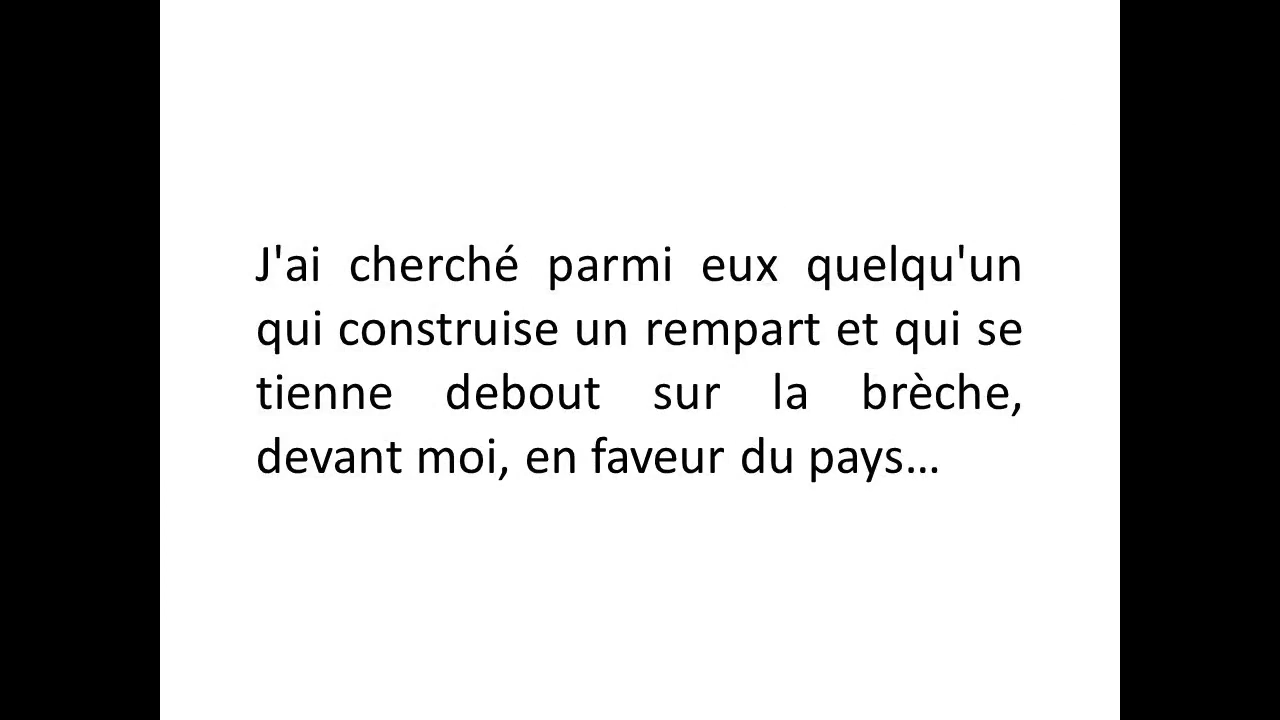 J'ai cherché parmi eux quelqu'un
qui construise un rempart et qui se
tienne debout sur la brèche,
devant moi, en faveur du pays…